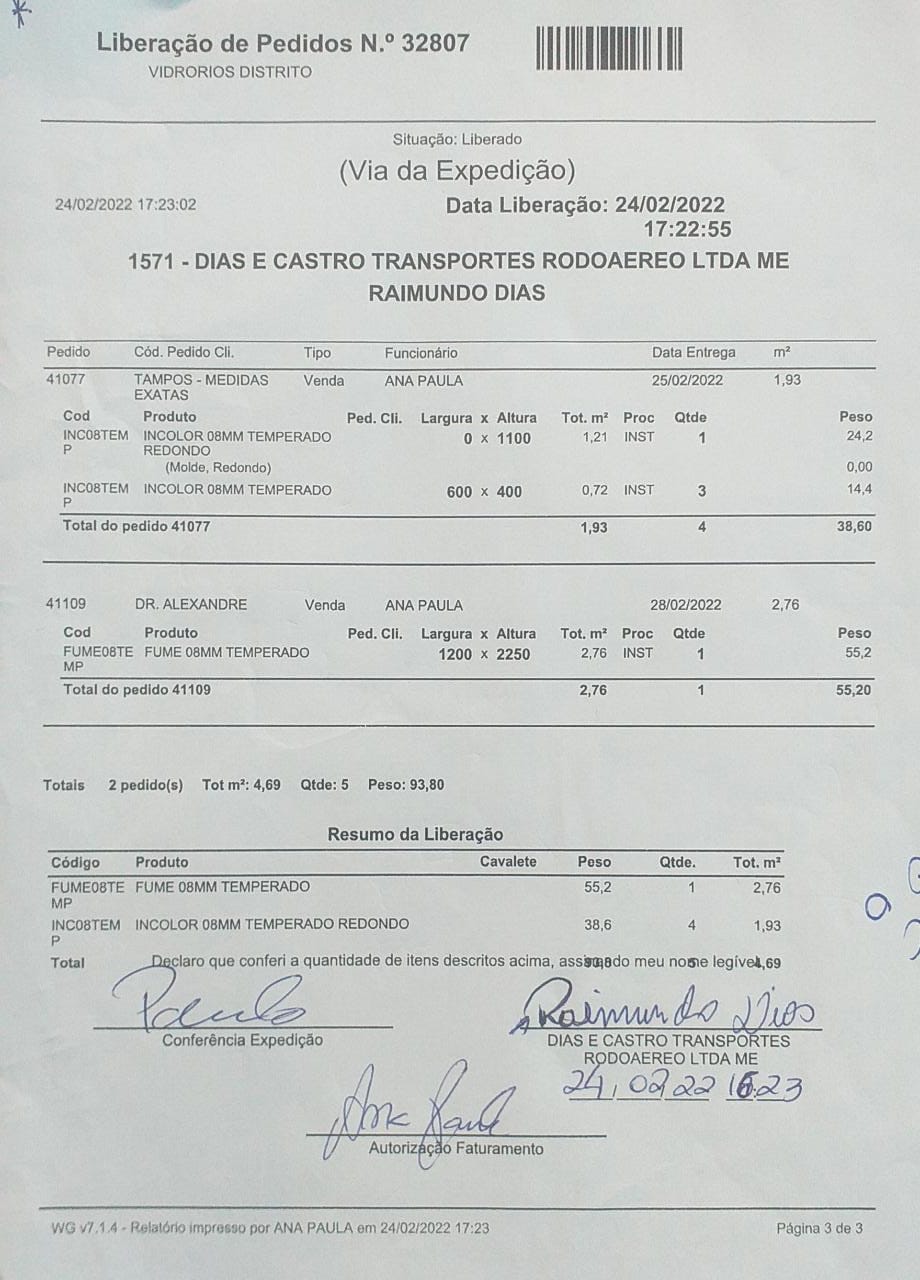 Liberação de Pedidos N.º 32807
VIDRORIOS DISTRITO
Situação: Liberado
(Via da Expedição)
24/02/2022 17:23:02 Data Liberação: 24/02/2022
17:22:55
1571 - DIAS E CASTRO TRANSPORTES RODOAEREO LTDA ME
RAIMUNDO DIAS
Pedido Cód. Pedido Cli. Tipo Funcionário Data Entrega m²
41077 TAMPOS - MEDIDAS Venda ANA PAULA 25/02/2022 1,93
EXATAS
Cod Produto Ped. Cli. Largura x Altura Tot. m² Proc Qtde Peso
INC08TEM INCOLOR 08MM TEMPERADO 0 x 1100 1,21 INST 1 24,2
P REDONDO
(Molde, Redondo) 0,00
INC08TEM INCOLOR 08MM TEMPERADO 600 x 400 0,72 INST 3 14,4
P
Total do pedido 41077 1,93 4 38,60
41109 DR. ALEXANDRE Venda ANA PAULA 28/02/2022 2,76
Cod Produto Ped. Cli. Largura x Altura Tot. m² Proc Qtde Peso
FUME08TE FUME 08MM TEMPERADO 1200 x 2250 2,76 INST 1 55,2
MP
Total do pedido 41109 2,76 1 55,20
Totais 2 pedido(s) Tot m²: 4,69 Qtde: 5 Peso: 93,80
Resumo da Liberação
Código Produto Cavalete Peso Qtde. Tot. m²
FUME08TE FUME 08MM TEMPERADO 55,2 1 2,76
MP
INC08TEM INCOLOR 08MM TEMPERADO REDONDO 38,6 4 1,93
P
Total 93,8 5 4,69
Declaro que conferi a quantidade de itens descritos acima, assinado meu nome legível.
Paulo Raimundo Dias
Conferência Expedição DIAS E CASTRO TRANSPORTES
RODOAEREO LTDA ME
24,02,22 16:23
Ana Paula
Autorização Faturamento
WG v7.1.4 - Relatório impresso por ANA PAULA em 24/02/2022 17:23 Página 3 de 3